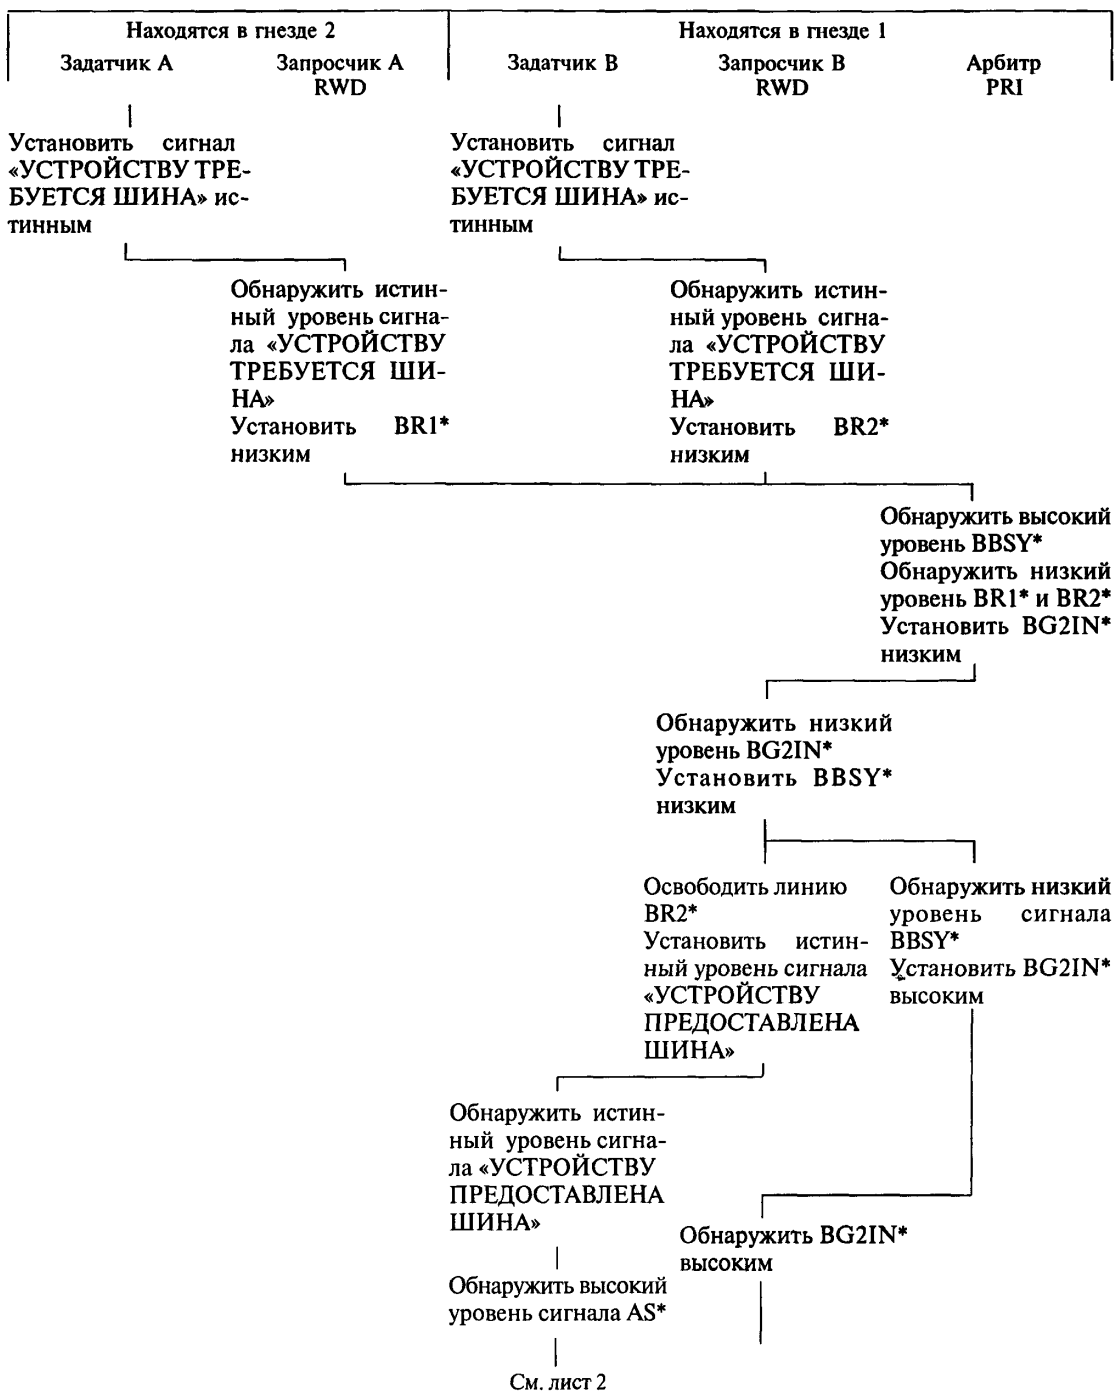 Находятся в гнезде 2
Находятся в гнезде 1
Задатчик А
Запросчик А
RWD
Задатчик В
Запросчик В
RWD
Арбитр
PRI
Установить сигнал
«УСТРОЙСТВУ ТРЕ-
БУЕТСЯ ШИНА» ис-
тинным
Установить сигнал
«УСТРОЙСТВУ ТРЕ-
БУЕТСЯ ШИНА» ис-
тинным
Обнаружить истин-
ный уровень сигна-
ла «УСТРОЙСТВУ
ТРЕБУЕТСЯ ШИ-
НА»
Установить BR1*
низким
Обнаружить истин-
ный уровень сигна-
ла «УСТРОЙСТВУ
ТРЕБУЕТСЯ ШИ-
НА»
Установить BR2*
низким
Обнаружить высокий
уровень BBSY*
Обнаружить низкий
уровень BR1* и BR2*
Установить BG2IN*
низким
Обнаружить низкий
уровень BG2IN*
Установить BBSY*
низким
Освободить линию
BR2*
Установить истин-
ный уровень сигнала
«УСТРОЙСТВУ
ПРЕДОСТАВЛЕНА
ШИНА»
Обнаружить низкий
уровень сигнала
BBSY*
Установить BG2IN*
высоким
Обнаружить истин-
ный уровень сигна-
ла «УСТРОЙСТВУ
ПРЕДОСТАВЛЕНА
ШИНА»
Обнаружить BG2IN*
высоким
Обнаружить высокий
уровень сигнала AS*
См. лист 2